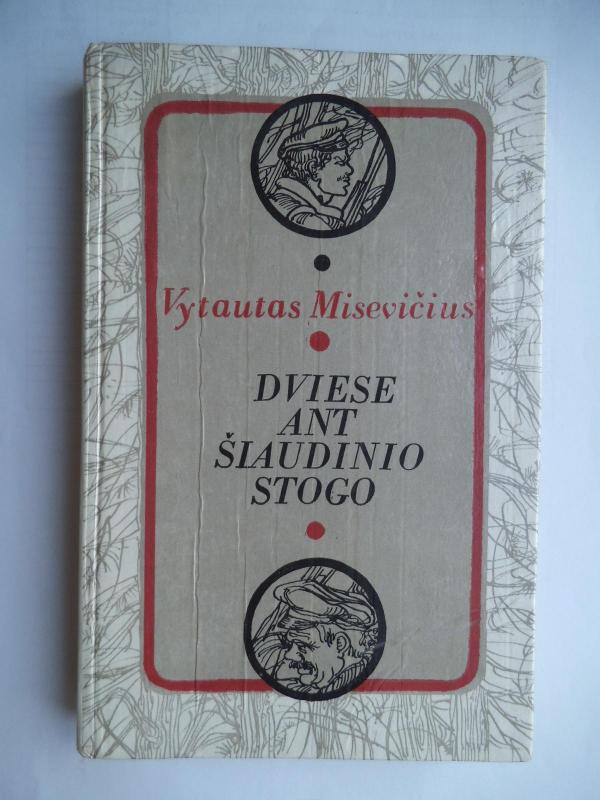 Vytautas Misevičius
DVIESE
ANT
ŠIAUDINIO
STOGO